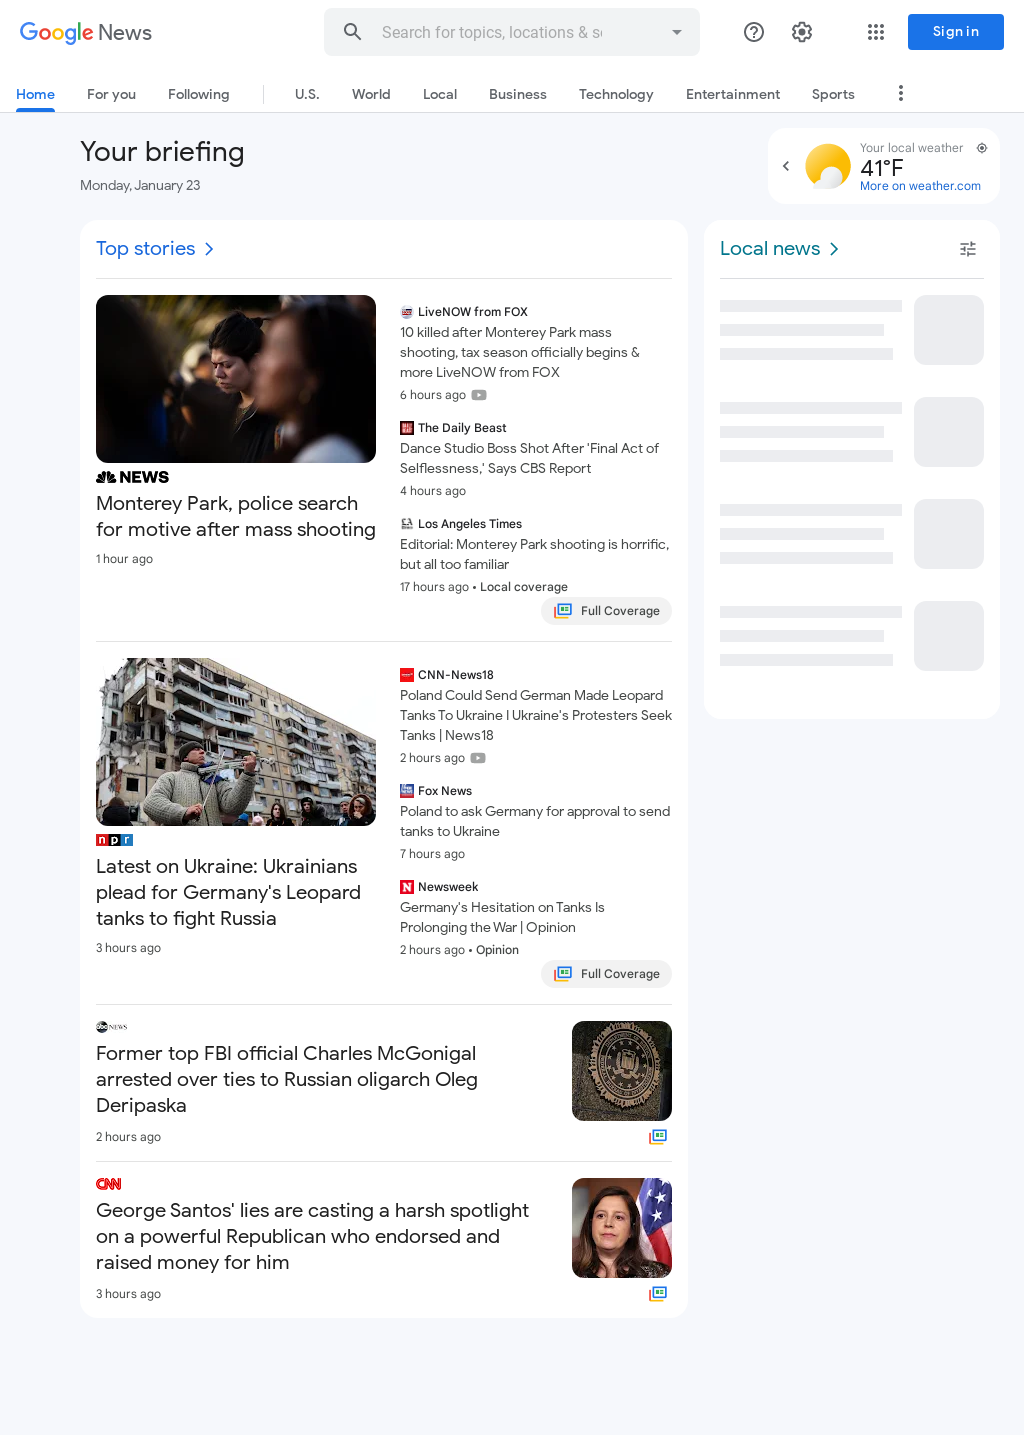 Google News
Search for topics, locations & so
Sign in
Home
For you
Following
U.S.
World
Local
Business
Technology
Entertainment
Sports
Your briefing
Monday, January 23
Your local weather
41°F
More on weather.com
Top stories
NEWS
Monterey Park, police search
for motive after mass shooting
1 hour ago
LiveNOW from FOX
10 killed after Monterey Park mass
shooting, tax season officially begins &
more LiveNOW from FOX
6 hours ago
The Daily Beast
Dance Studio Boss Shot After 'Final Act of
Selflessness,' Says CBS Report
4 hours ago
Los Angeles Times
Editorial: Monterey Park shooting is horrific,
but all too familiar
17 hours ago • Local coverage
Full Coverage
npr
Latest on Ukraine: Ukrainians
plead for Germany's Leopard
tanks to fight Russia
3 hours ago
CNN-News18
Poland Could Send German Made Leopard
Tanks To Ukraine l Ukraine's Protesters Seek
Tanks | News18
2 hours ago
Fox News
Poland to ask Germany for approval to send
tanks to Ukraine
7 hours ago
N Newsweek
Germany's Hesitation on Tanks Is
Prolonging the War | Opinion
2 hours ago • Opinion
Full Coverage
abc NEWS
Former top FBI official Charles McGonigal
arrested over ties to Russian oligarch Oleg
Deripaska
2 hours ago
CNN
George Santos' lies are casting a harsh spotlight
on a powerful Republican who endorsed and
raised money for him
3 hours ago
Local news